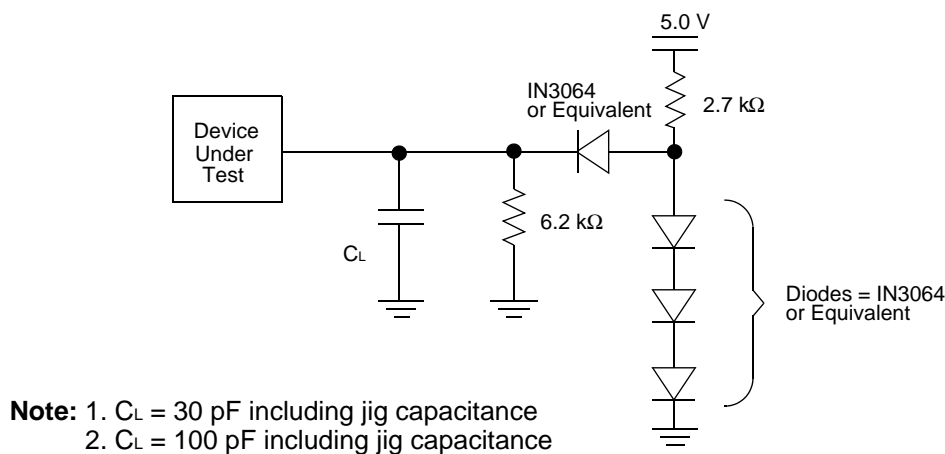 5.0 V
IN3064
or Equivalent
2.7 kΩ
Device
Under
Test
6.2 kΩ
CL
Diodes = IN3064
or Equivalent
Note: 1. CL = 30 pF including jig capacitance
2. CL = 100 pF including jig capacitance